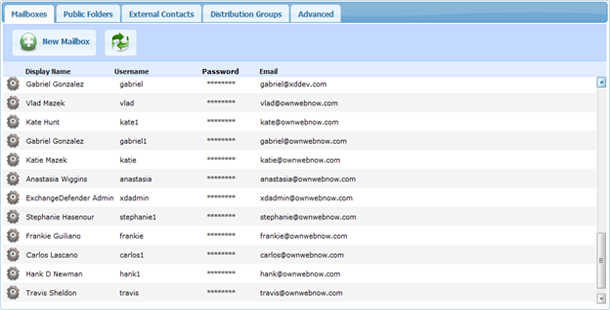 Mailboxes Public Folders External Contacts Distribution Groups Advanced
New Mailbox
Display Name Username Password Email
Gabriel Gonzalez gabriel ******** gabriel@xddev.com
Vlad Mazek vlad ******** vlad@ownwebnow.com
Kate Hunt kate1 ******** kate@ownwebnow.com
Gabriel Gonzalez gabriel1 ******** gabriel@ownwebnow.com
Katie Mazek katie ******** katie@ownwebnow.com
Anastasia Wiggins anastasia ******** anastasia@ownwebnow.com
ExchangeDefender Admin xdadmin ******** xdadmin@ownwebnow.com
Stephanie Hasenour stephanie1 ******** stephanie@ownwebnow.com
Frankie Guiliano frankie ******** frankie@ownwebnow.com
Carlos Lascano carlos1 ******** carlos@ownwebnow.com
Hank D Newman hank1 ******** hank@ownwebnow.com
Travis Sheldon travis ******** travis@ownwebnow.com